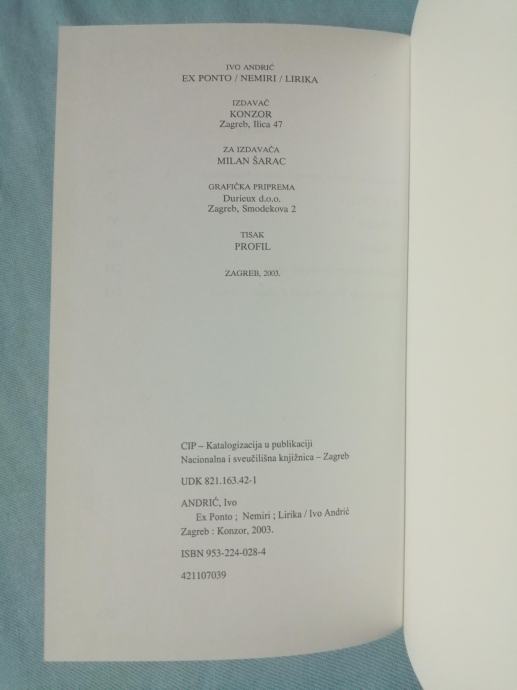 IVO ANDRIĆ
EX PONTO / NEMIRI / LIRIKA
IZDAVAČ
KONZOR
Zagreb, Ilica 47
ZA IZDAVAČA
MILAN ŠARAC
GRAFIČKA PRIPREMA
Durieux d.o.o.
Zagreb, Smodekova 2
TISAK
PROFIL
ZAGREB, 2003.
CIP – Katalogizacija u publikaciji
Nacionalna i sveučilišna knjižnica – Zagreb
UDK 821.163.42-1
ANDRIĆ, Ivo
Ex Ponto ; Nemiri ; Lirika / Ivo Andrić
Zagreb : Konzor, 2003.
ISBN 953-224-028-4
421107039